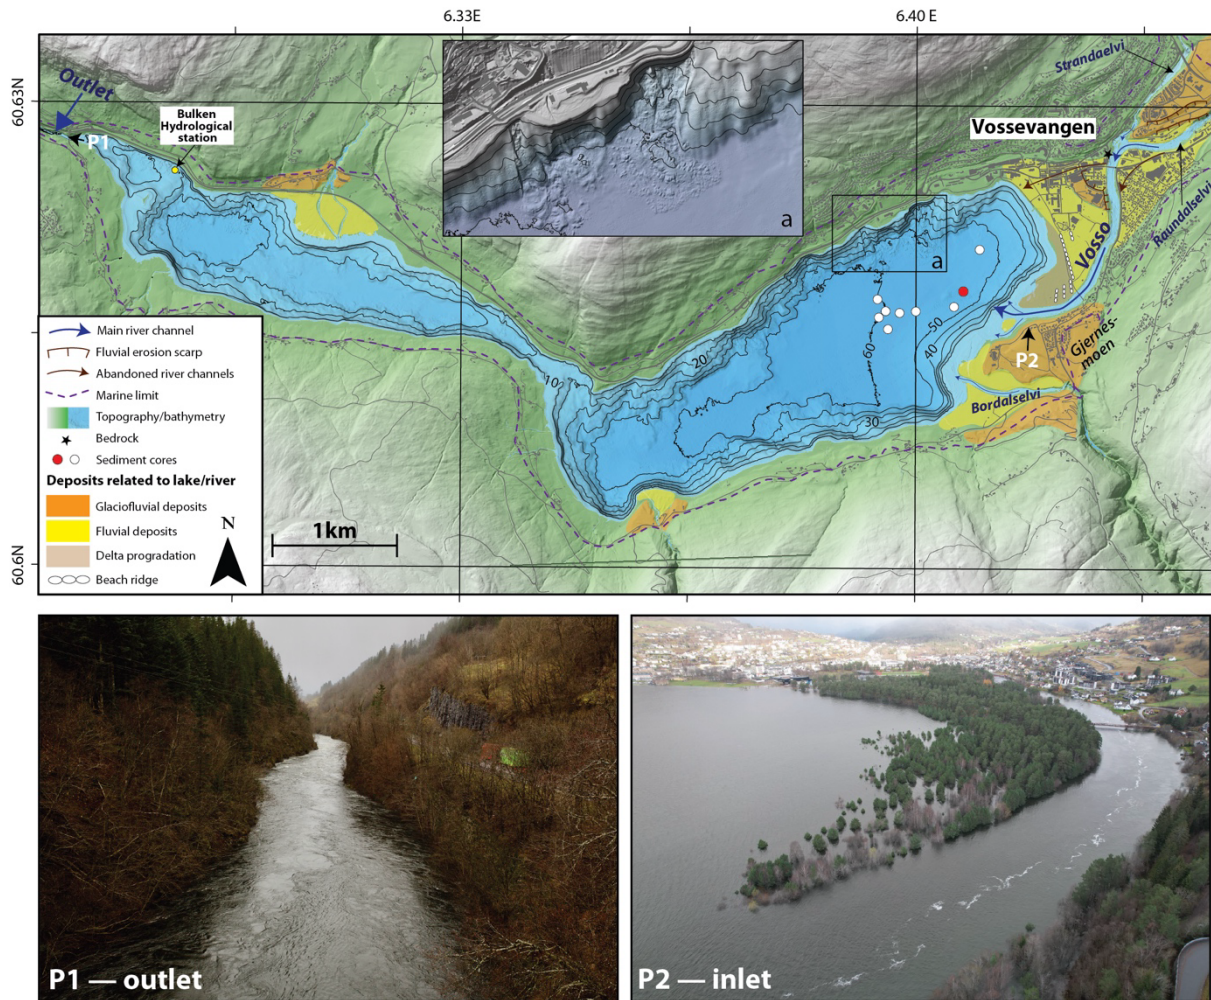 6.33E
6.40 E
60.63N
60.6N
Outlet
P1
Bulken
Hydrological
station
a
Strandaelvi
Vossevangen
Raundalselvi
Vosso
a
P2
Gjernes-
moen
Bordalselvi
10
20
30
40
50
60
Main river channel
Fluvial erosion scarp
Abandoned river channels
Marine limit
Topography/bathymetry
Bedrock
Sediment cores
Deposits related to lake/river
Glaciofluvial deposits
Fluvial deposits
Delta progradation
Beach ridge
N
1km
P1 — outlet
P2 — inlet